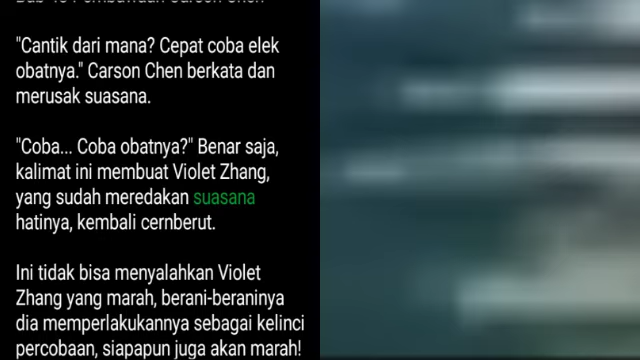 "Cantik dari mana? Cepat coba elek
obatnya." Carson Chen berkata dan
merusak suasana.
"Coba... Coba obatnya?" Benar saja,
kalimat ini membuat Violet Zhang,
yang sudah meredakan suasana
hatinya, kembali cernberut.
Ini tidak bisa menyalahkan Violet
Zhang yang marah, berani-beraninya
dia memperlakukannya sebagai kelinci
percobaan, siapapun juga akan marah!